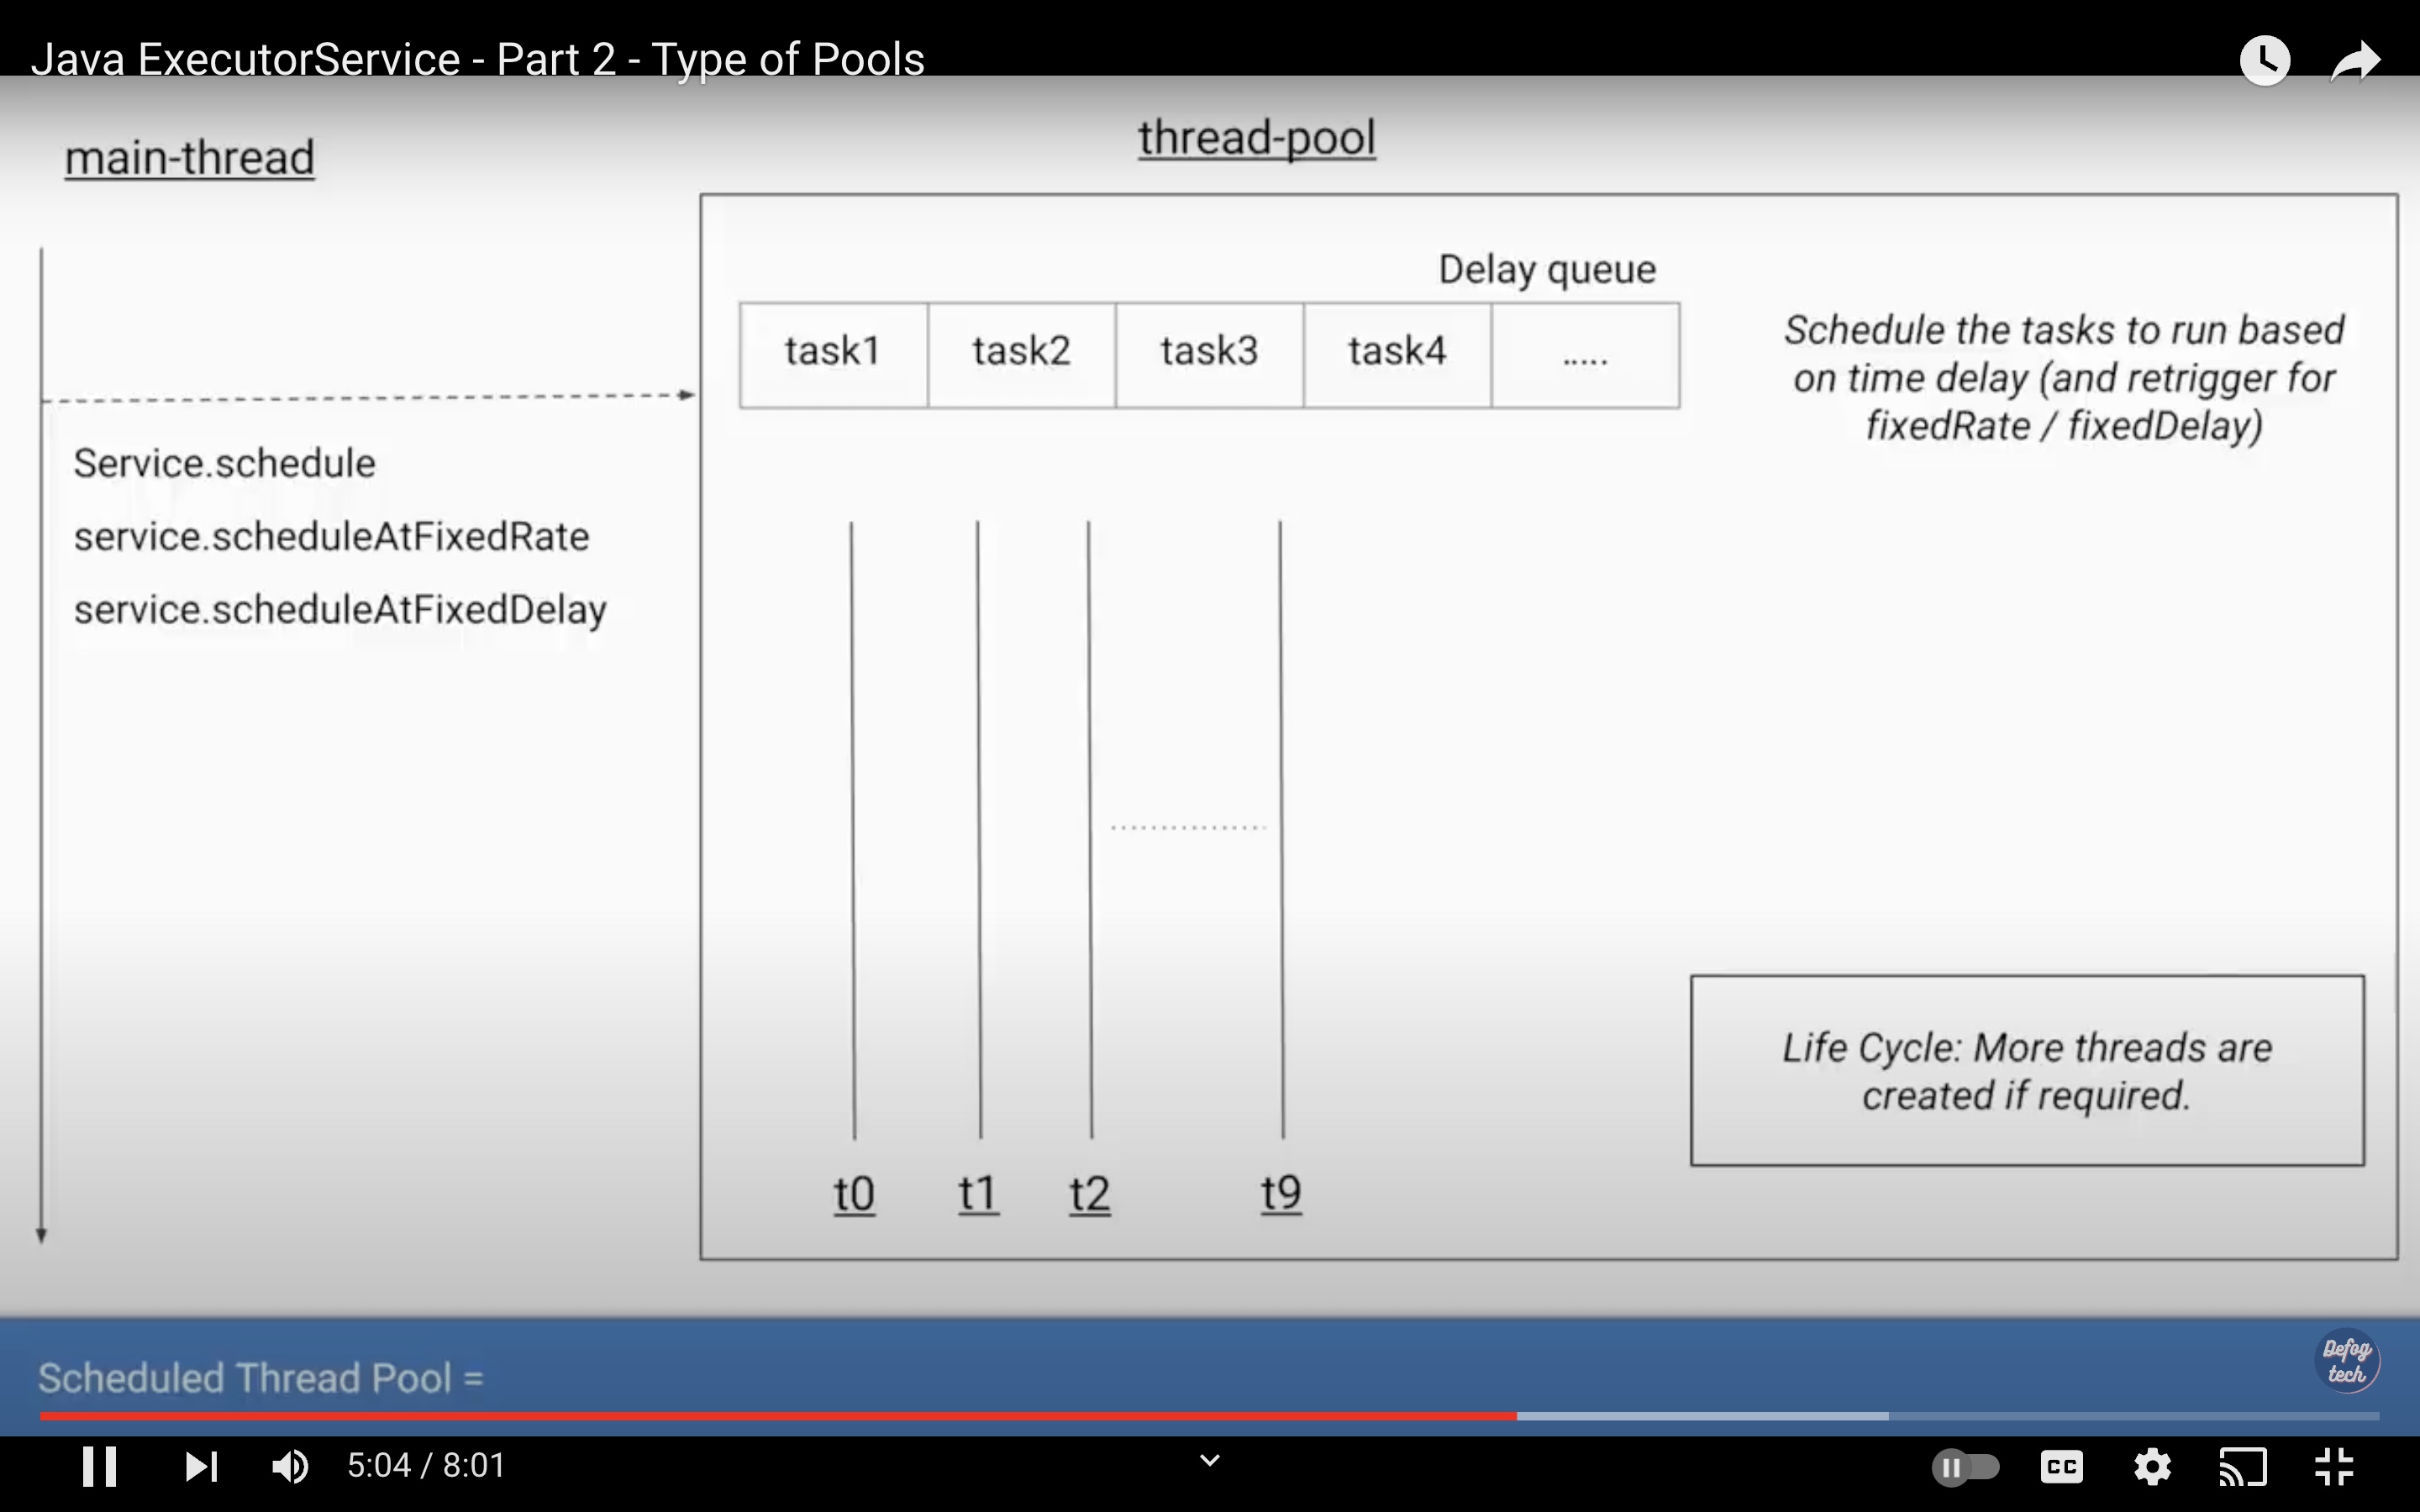 Java ExecutorService - Part 2 - Type of Pools
main-thread
thread-pool
Delay queue
task1 task2 task3 task4 .....
Schedule the tasks to run based
on time delay (and retrigger for
fixedRate / fixedDelay)
Service.schedule
service.scheduleAtFixedRate
service.scheduleAtFixedDelay
Life Cycle: More threads are
created if required.
t0 t1 t2 t9
Scheduled Thread Pool =
Defog
tech
5:04 / 8:01
CC